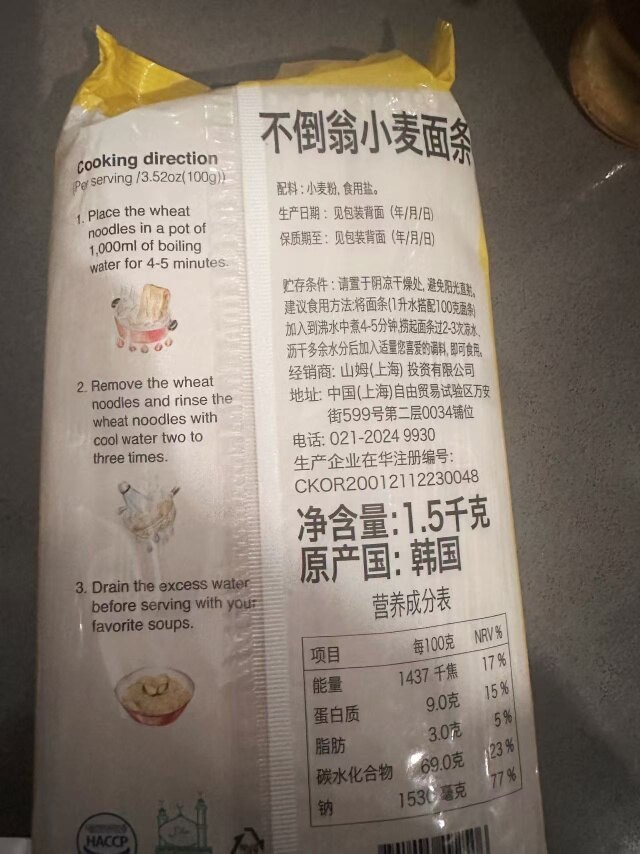 Cooking direction
(Per serving /3.52oz(100g))
1. Place the wheat
noodles in a pot of
1,000ml of boiling
water for 4-5 minutes.
2. Remove the wheat
noodles and rinse the
wheat noodles with
cool water two to
three times.
3. Drain the excess water
before serving with your
favorite soups.
HACCP
不倒翁小麦面条
配料：小麦粉, 食用盐。
生产日期：见包装背面（年/月/日）
保质期至：见包装背面（年/月/日）
贮存条件：请置于阴凉干燥处, 避免阳光直射。
建议食用方法:将面条(1升水搭配100克面条)
加入到沸水中煮4-5分钟,捞起面条过2-3次凉水、
沥干多余水分后加入适量您喜爱的调料, 即可食用。
经销商: 山姆(上海) 投资有限公司
地址: 中国(上海)自由贸易试验区万安
街599号第二层0034铺位
电话: 021-2024 9930
生产企业在华注册编号:
CKOR20012112230048
净含量:1.5千克
原产国: 韩国
营养成分表
项目 每100克 NRV%
能量 1437 千焦 17%
蛋白质 9.0克 15%
脂肪 3.0克 5%
碳水化合物 69.0克 23%
钠 1530 毫克 77%